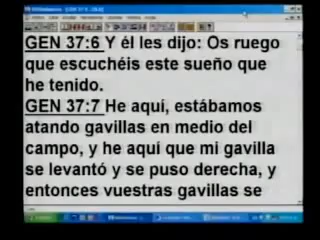 GEN 37:6 Y él les dijo: Os ruego
que escuchéis este sueño que
he tenido.
GEN 37:7 He aquí, estábamos
atando gavillas en medio del
campo, y he aquí que mi gavilla
se levantó y se puso derecha, y
entonces vuestras gavillas se